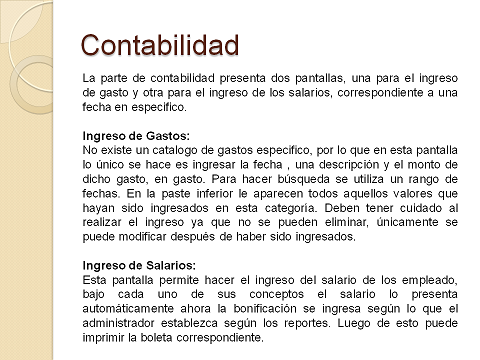 Contabilidad
La parte de contabilidad presenta dos pantallas, una para el ingreso
de gasto y otra para el ingreso de los salarios, correspondiente a una
fecha en especifico.
Ingreso de Gastos:
No existe un catalogo de gastos especifico, por lo que en esta pantalla
lo único se hace es ingresar la fecha , una descripción y el monto de
dicho gasto, en gasto. Para hacer búsqueda se utiliza un rango de
fechas. En la paste inferior le aparecen todos aquellos valores que
hayan sido ingresados en esta categoría. Deben tener cuidado al
realizar el ingreso ya que no se pueden eliminar, únicamente se
puede modificar después de haber sido ingresados.
Ingreso de Salarios:
Esta pantalla permite hacer el ingreso del salario de los empleado,
bajo cada uno de sus conceptos el salario lo presenta
automáticamente ahora la bonificación se ingresa según lo que el
administrador establezca según los reportes. Luego de esto puede
imprimir la boleta correspondiente.